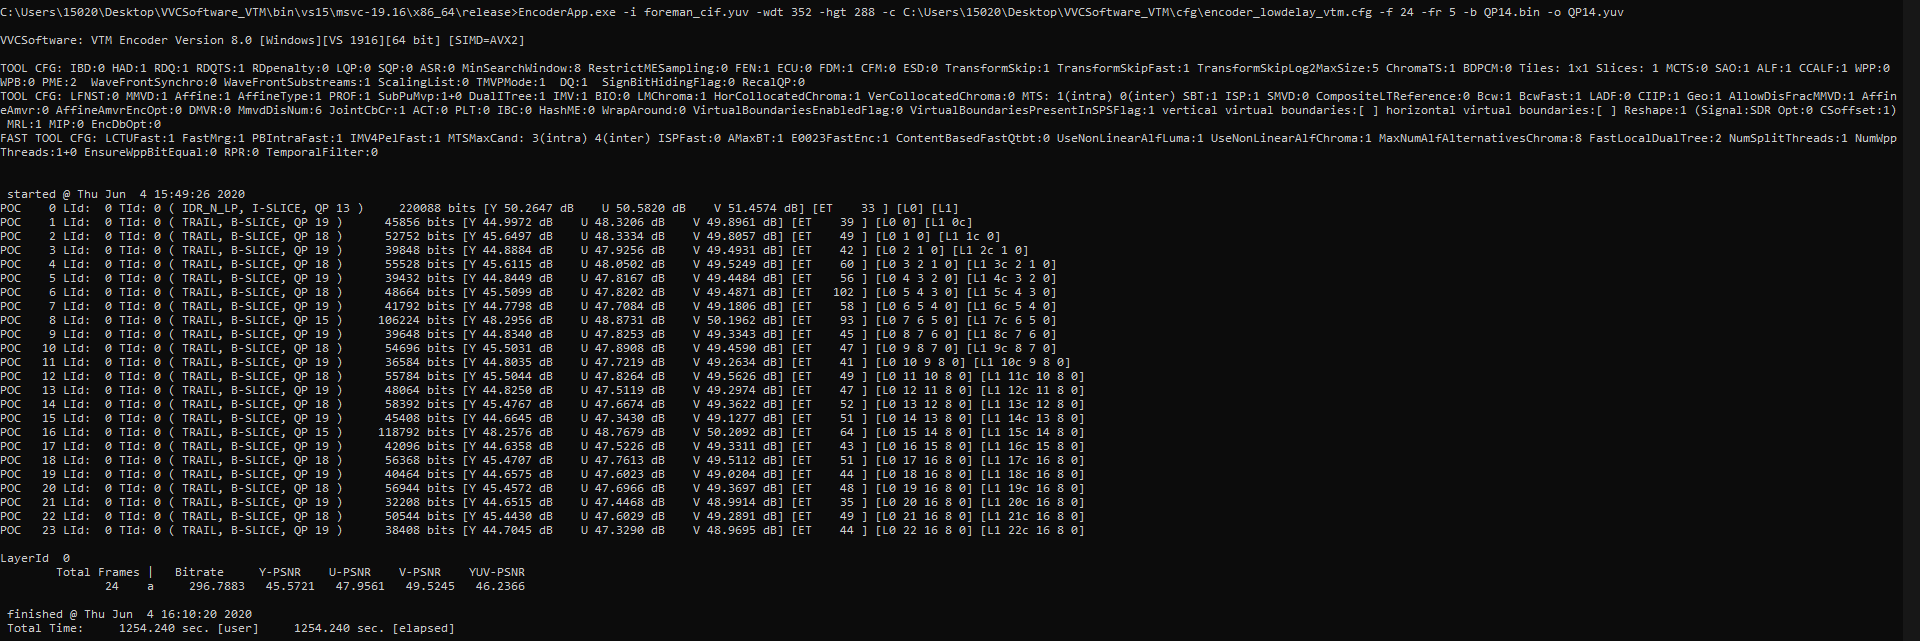 C:\Users\15020\Desktop\VVCSoftware_VTM\bin\vs15\msvc-19.16\x86_64\release>EncoderApp.exe -i foreman_cif.yuv -wdt 352 -hgt 288 -c C:\Users\15020\Desktop\VVCSoftware_VTM\cfg\encoder_lowdelay_vtm.cfg -f 24 -fr 5 -b QP14.bin -o QP14.yuv
VVCSoftware: VTM Encoder Version 8.0 [Windows][VS 1916][64 bit] [SIMD=AVX2]
TOOL CFG: IBD:0 HAD:1 RDQ:1 RDQTS:1 RDpenalty:0 LQP:0 SQP:0 ASR:0 MinSearchWindow:8 RestrictMESampling:0 FEN:1 ECU:0 FDM:1 CFM:0 ESD:0 TransformSkip:1 TransformSkipFast:1 TransformSkipLog2MaxSize:5 ChromaTS:1 BDPCM:0 Tiles: 1x1 Slices: 1 MCTS:0 SAO:1 ALF:1 CCALF:1 WPP:0
WPB:0 PME:2  WaveFrontSynchro:0 WaveFrontSubstreams:1 ScalingList:0 TMVPMode:1  DQ:1  SignBitHidingFlag:0 RecalQP:0
TOOL CFG: LFNST:0 MMVD:1 Affine:1 AffineType:1 PROF:1 SubPuMvp:1+0 DualITree:1 IMV:1 BIO:0 LMChroma:1 HorCollocatedChroma:1 VerCollocatedChroma:0 MTS: 1(intra) 0(inter) SBT:1 ISP:1 SMVD:0 CompositeLTReference:0 Bcw:1 BcwFast:1 LADF:0 CIIP:1 Geo:1 AllowDisFracMMVD:1 Affin
eAmvr:0 AffineAmvrEncOpt:0 DMVR:0 MmvdDisNum:6 JointCbCr:1 ACT:0 PLT:0 IBC:0 HashME:0 WrapAround:0 VirtualBoundariesEnabledFlag:0 VirtualBoundariesPresentInSPSFlag:1 vertical virtual boundaries:[ ] horizontal virtual boundaries:[ ] Reshape:1 (Signal:SDR Opt:0 CSoffset:1)
MRL:1 MIP:0 EncDbOpt:0
FAST TOOL CFG: LCTUFast:1 FastMrg:1 PBIntraFast:1 IMV4PelFast:1 MTSMaxCand: 3(intra) 4(inter) ISPFast:0 AMaxBT:1 E0023FastEnc:1 ContentBasedFastQtbt:0 UseNonLinearAlfLuma:1 UseNonLinearAlfChroma:1 MaxNumAlfAlternativesChroma:8 FastLocalDualTree:2 NumSplitThreads:1 NumWpp
Threads:1+0 EnsureWppBitEqual:0 RPR:0 TemporalFilter:0
started @ Thu Jun  4 15:49:26 2020
POC    0 LId:  0 TId: 0 ( IDR_N_LP, I-SLICE, QP 13 )     220088 bits [Y 50.2647 dB    U 50.5820 dB    V 51.4574 dB] [ET    33 ] [L0] [L1]
POC    1 LId:  0 TId: 0 ( TRAIL, B-SLICE, QP 19 )      45856 bits [Y 44.9972 dB    U 48.3206 dB    V 49.8961 dB] [ET    39 ] [L0 0] [L1 0c]
POC    2 LId:  0 TId: 0 ( TRAIL, B-SLICE, QP 18 )      52752 bits [Y 45.6497 dB    U 48.3334 dB    V 49.8057 dB] [ET    49 ] [L0 1 0] [L1 1c 0]
POC    3 LId:  0 TId: 0 ( TRAIL, B-SLICE, QP 19 )      39848 bits [Y 44.8884 dB    U 47.9256 dB    V 49.4931 dB] [ET    42 ] [L0 2 1 0] [L1 2c 1 0]
POC    4 LId:  0 TId: 0 ( TRAIL, B-SLICE, QP 18 )      55528 bits [Y 45.6115 dB    U 48.0502 dB    V 49.5249 dB] [ET    60 ] [L0 3 2 1 0] [L1 3c 2 1 0]
POC    5 LId:  0 TId: 0 ( TRAIL, B-SLICE, QP 19 )      39432 bits [Y 44.8449 dB    U 47.8167 dB    V 49.4484 dB] [ET    56 ] [L0 4 3 2 0] [L1 4c 3 2 0]
POC    6 LId:  0 TId: 0 ( TRAIL, B-SLICE, QP 18 )      48664 bits [Y 45.5099 dB    U 47.8202 dB    V 49.4871 dB] [ET   102 ] [L0 5 4 3 0] [L1 5c 4 3 0]
POC    7 LId:  0 TId: 0 ( TRAIL, B-SLICE, QP 19 )      41792 bits [Y 44.7798 dB    U 47.7084 dB    V 49.1806 dB] [ET    58 ] [L0 6 5 4 0] [L1 6c 5 4 0]
POC    8 LId:  0 TId: 0 ( TRAIL, B-SLICE, QP 15 )     106224 bits [Y 48.2956 dB    U 48.8731 dB    V 50.1962 dB] [ET    93 ] [L0 7 6 5 0] [L1 7c 6 5 0]
POC    9 LId:  0 TId: 0 ( TRAIL, B-SLICE, QP 19 )      39648 bits [Y 44.8340 dB    U 47.8253 dB    V 49.3343 dB] [ET    45 ] [L0 8 7 6 0] [L1 8c 7 6 0]
POC   10 LId:  0 TId: 0 ( TRAIL, B-SLICE, QP 18 )      54696 bits [Y 45.5031 dB    U 47.8908 dB    V 49.4590 dB] [ET    47 ] [L0 9 8 7 0] [L1 9c 8 7 0]
POC   11 LId:  0 TId: 0 ( TRAIL, B-SLICE, QP 19 )      36584 bits [Y 44.8035 dB    U 47.7219 dB    V 49.2634 dB] [ET    41 ] [L0 10 9 8 0] [L1 10c 9 8 0]
POC   12 LId:  0 TId: 0 ( TRAIL, B-SLICE, QP 18 )      55784 bits [Y 45.5044 dB    U 47.8264 dB    V 49.5626 dB] [ET    49 ] [L0 11 10 8 0] [L1 11c 10 8 0]
POC   13 LId:  0 TId: 0 ( TRAIL, B-SLICE, QP 19 )      48064 bits [Y 44.8250 dB    U 47.5119 dB    V 49.2974 dB] [ET    47 ] [L0 12 11 8 0] [L1 12c 11 8 0]
POC   14 LId:  0 TId: 0 ( TRAIL, B-SLICE, QP 18 )      58392 bits [Y 45.4767 dB    U 47.6674 dB    V 49.3622 dB] [ET    52 ] [L0 13 12 8 0] [L1 13c 12 8 0]
POC   15 LId:  0 TId: 0 ( TRAIL, B-SLICE, QP 19 )      45408 bits [Y 44.6645 dB    U 47.3430 dB    V 49.1277 dB] [ET    51 ] [L0 14 13 8 0] [L1 14c 13 8 0]
POC   16 LId:  0 TId: 0 ( TRAIL, B-SLICE, QP 15 )     118792 bits [Y 48.2576 dB    U 48.7679 dB    V 50.2092 dB] [ET    64 ] [L0 15 14 8 0] [L1 15c 14 8 0]
POC   17 LId:  0 TId: 0 ( TRAIL, B-SLICE, QP 19 )      42096 bits [Y 44.6358 dB    U 47.5226 dB    V 49.3311 dB] [ET    43 ] [L0 16 15 8 0] [L1 16c 15 8 0]
POC   18 LId:  0 TId: 0 ( TRAIL, B-SLICE, QP 18 )      56368 bits [Y 45.4707 dB    U 47.7613 dB    V 49.5112 dB] [ET    51 ] [L0 17 16 8 0] [L1 17c 16 8 0]
POC   19 LId:  0 TId: 0 ( TRAIL, B-SLICE, QP 19 )      40464 bits [Y 44.6575 dB    U 47.6023 dB    V 49.0204 dB] [ET    44 ] [L0 18 16 8 0] [L1 18c 16 8 0]
POC   20 LId:  0 TId: 0 ( TRAIL, B-SLICE, QP 18 )      56944 bits [Y 45.4572 dB    U 47.6966 dB    V 49.3697 dB] [ET    48 ] [L0 19 16 8 0] [L1 19c 16 8 0]
POC   21 LId:  0 TId: 0 ( TRAIL, B-SLICE, QP 19 )      32208 bits [Y 44.6515 dB    U 47.4468 dB    V 48.9914 dB] [ET    35 ] [L0 20 16 8 0] [L1 20c 16 8 0]
POC   22 LId:  0 TId: 0 ( TRAIL, B-SLICE, QP 18 )      50544 bits [Y 45.4430 dB    U 47.6029 dB    V 49.2891 dB] [ET    49 ] [L0 21 16 8 0] [L1 21c 16 8 0]
POC   23 LId:  0 TId: 0 ( TRAIL, B-SLICE, QP 19 )      38408 bits [Y 44.7045 dB    U 47.3290 dB    V 48.9695 dB] [ET    44 ] [L0 22 16 8 0] [L1 22c 16 8 0]
LayerId  0
Total Frames |   Bitrate     Y-PSNR    U-PSNR    V-PSNR    YUV-PSNR
24    a     296.7883   45.5721   47.9561   49.5245   46.2366
finished @ Thu Jun  4 16:10:20 2020
Total Time:     1254.240 sec. [user]     1254.240 sec. [elapsed]